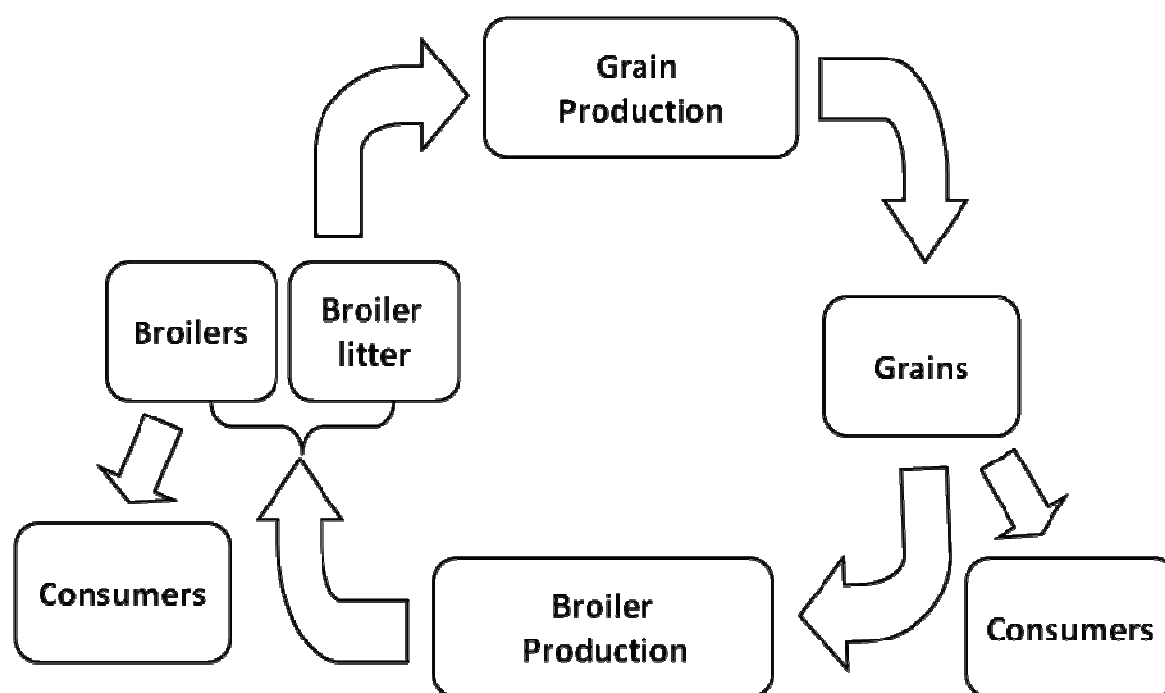 Grain
Production
Broilers
Broiler
litter
Grains
Consumers
Broiler
Production
Consumers